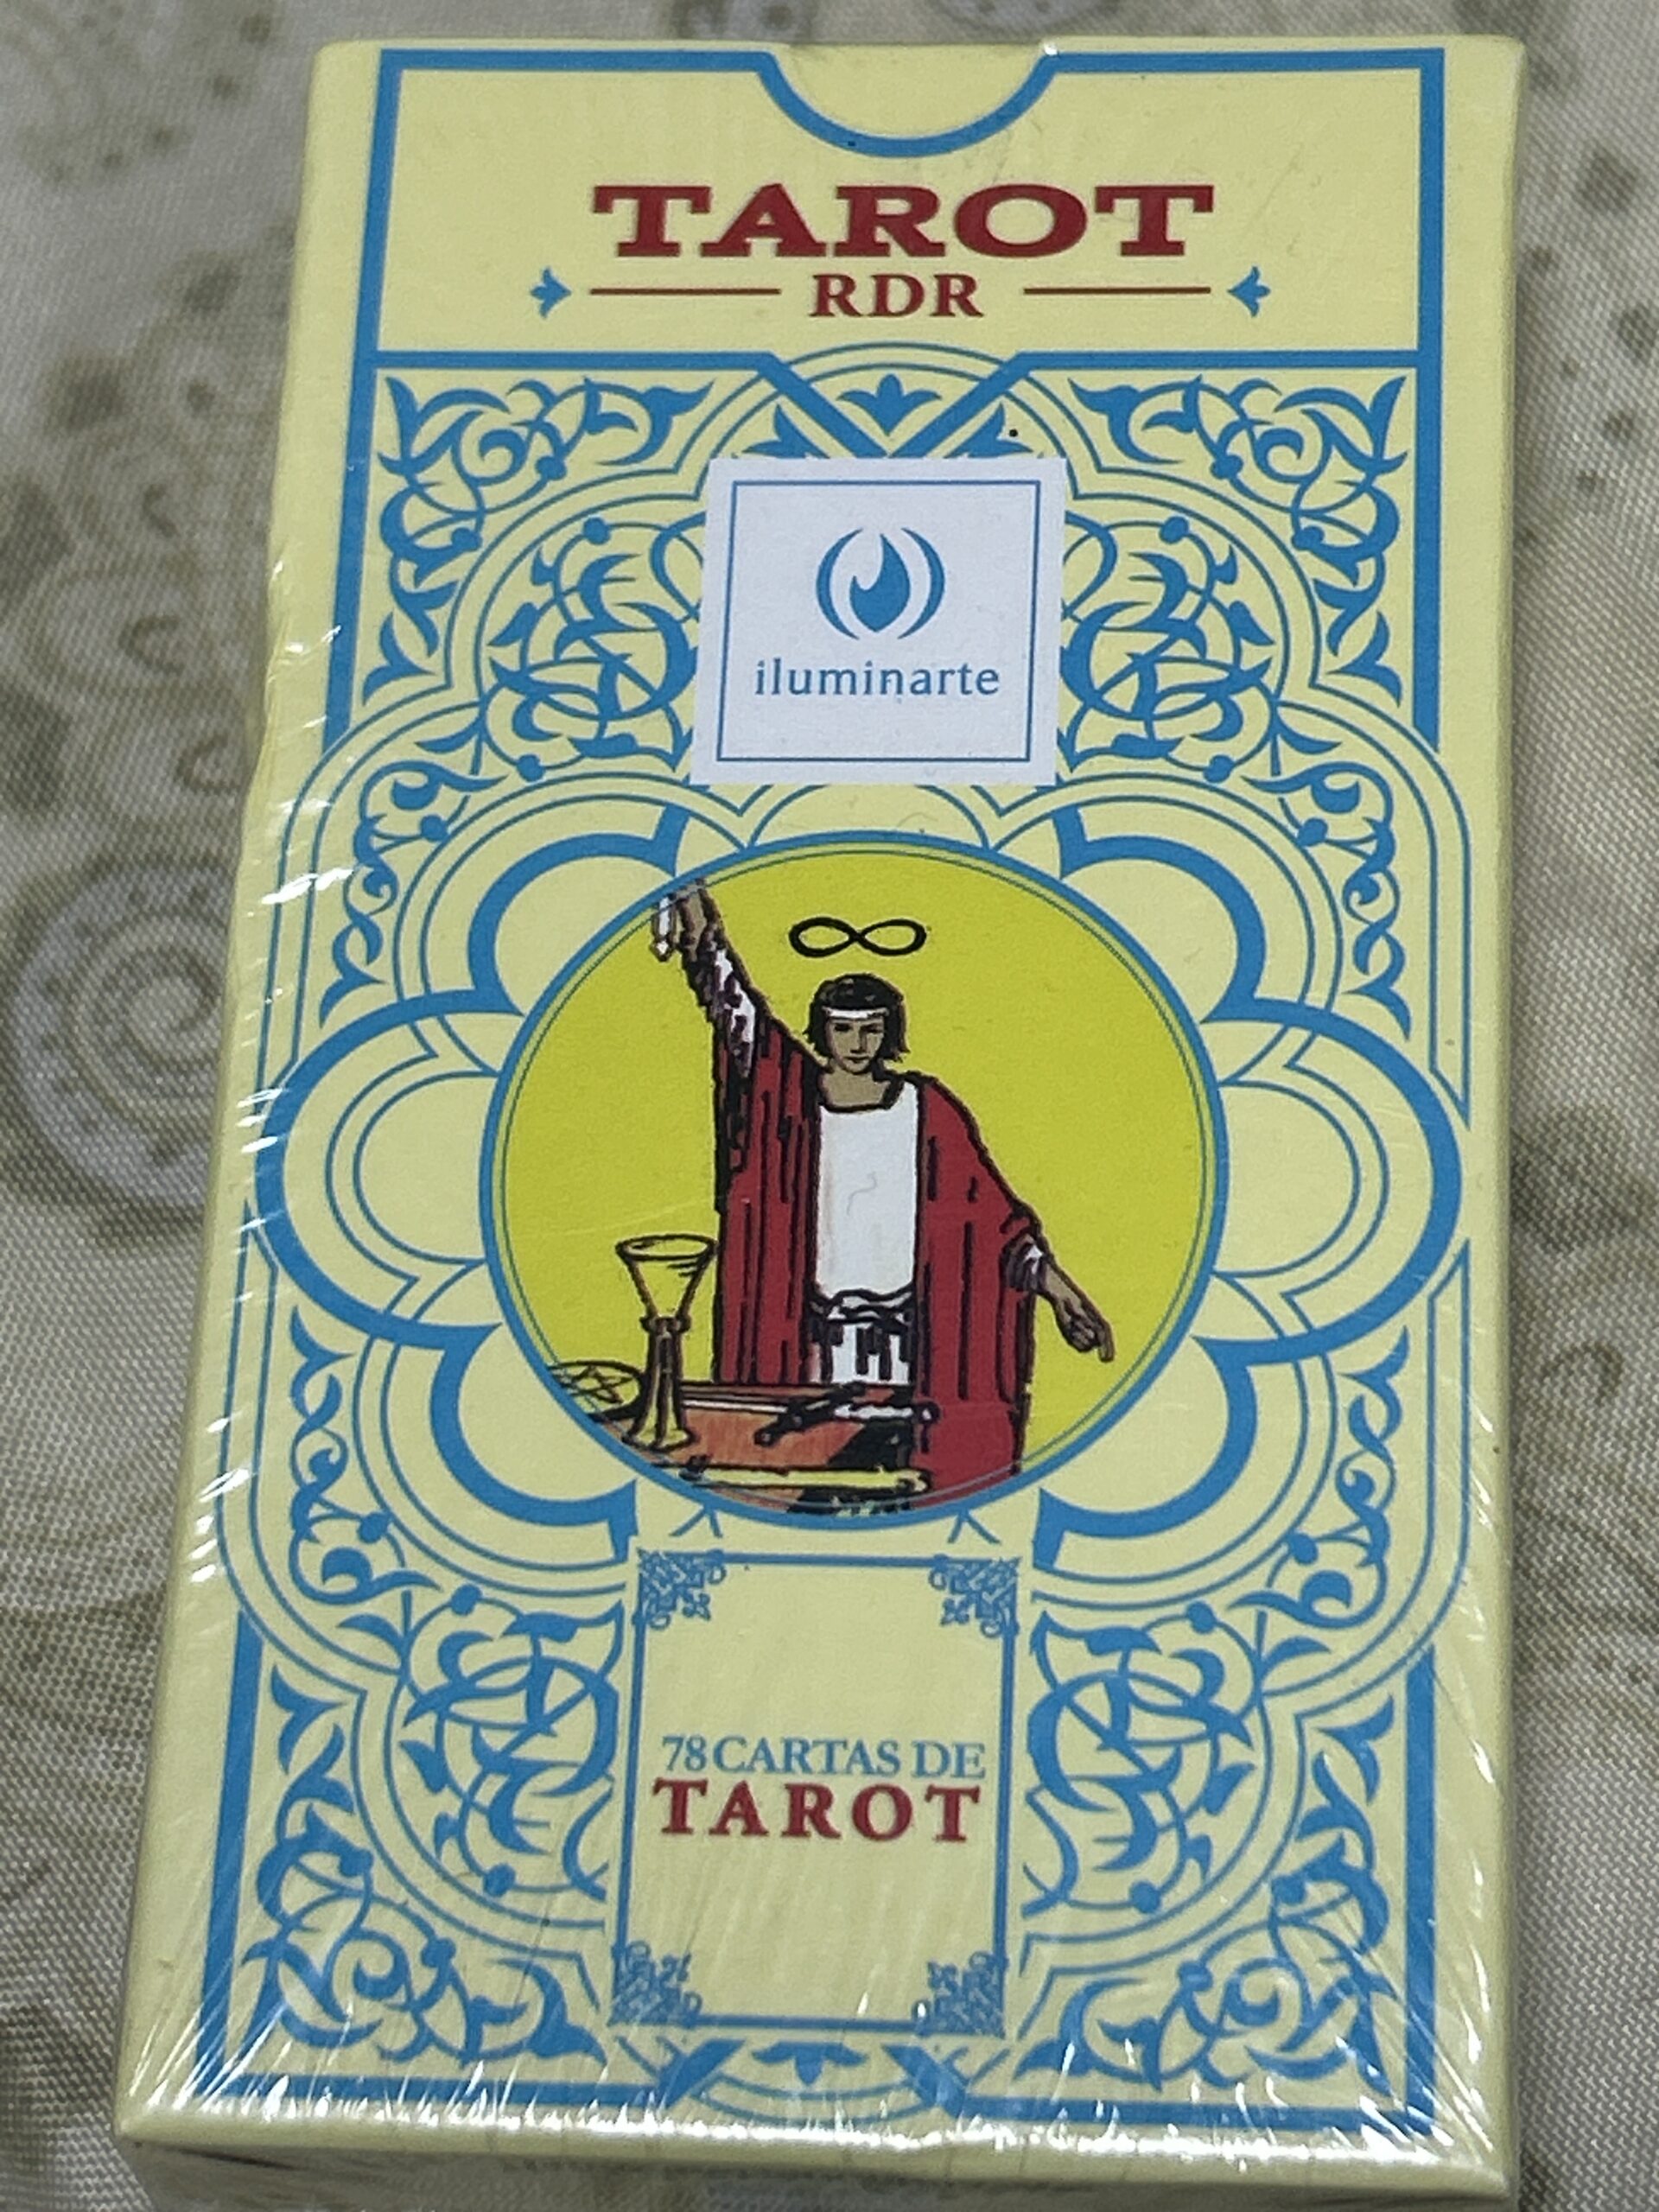 TAROT
RDR
iluminarte
78 CARTAS DE
TAROT